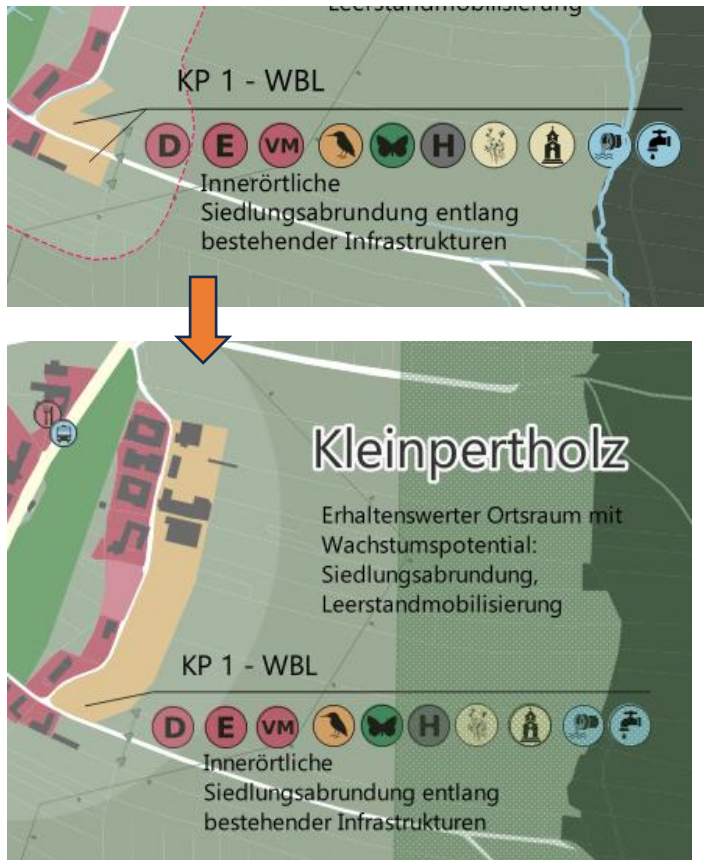 Leerstandmobilisierung
KP 1 - WBL
D E VM H
Innerörtliche
Siedlungsabrundung entlang
bestehender Infrastrukturen
Kleinpertholz
Erhaltenswerter Ortsraum mit
Wachstumspotential:
Siedlungsabrundung,
Leerstandmobilisierung
KP 1 - WBL
D E VM H
Innerörtliche
Siedlungsabrundung entlang
bestehender Infrastrukturen